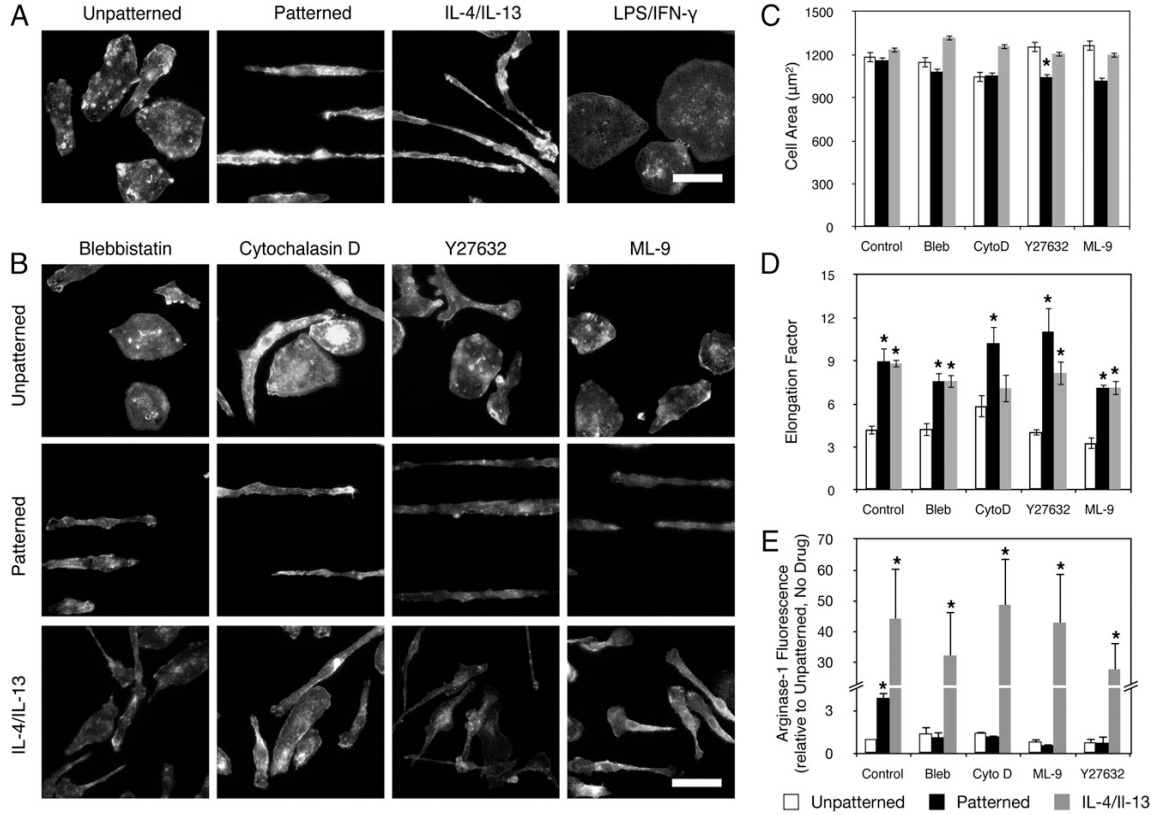 A
Unpatterned
Patterned
IL-4/IL-13
LPS/IFN-γ
B
Blebbistatin
Cytochalasin D
Y27632
ML-9
Unpatterned
Patterned
IL-4/IL-13
C
Cell Area (μm²)
1500
1200
900
600
300
0
Control
Bleb
CytoD
Y27632
ML-9
*
D
Elongation Factor
15
12
9
6
3
0
Control
Bleb
CytoD
Y27632
ML-9
* * * * * * * * *
* 
E
Arginase-1 Fluorescence
(relative to Unpatterned, No Drug)
70
60
50
40
30
3
0
Control
Bleb
Cyto D
ML-9
Y27632
* * * * * *
Unpatterned
Patterned
IL-4/Il-13